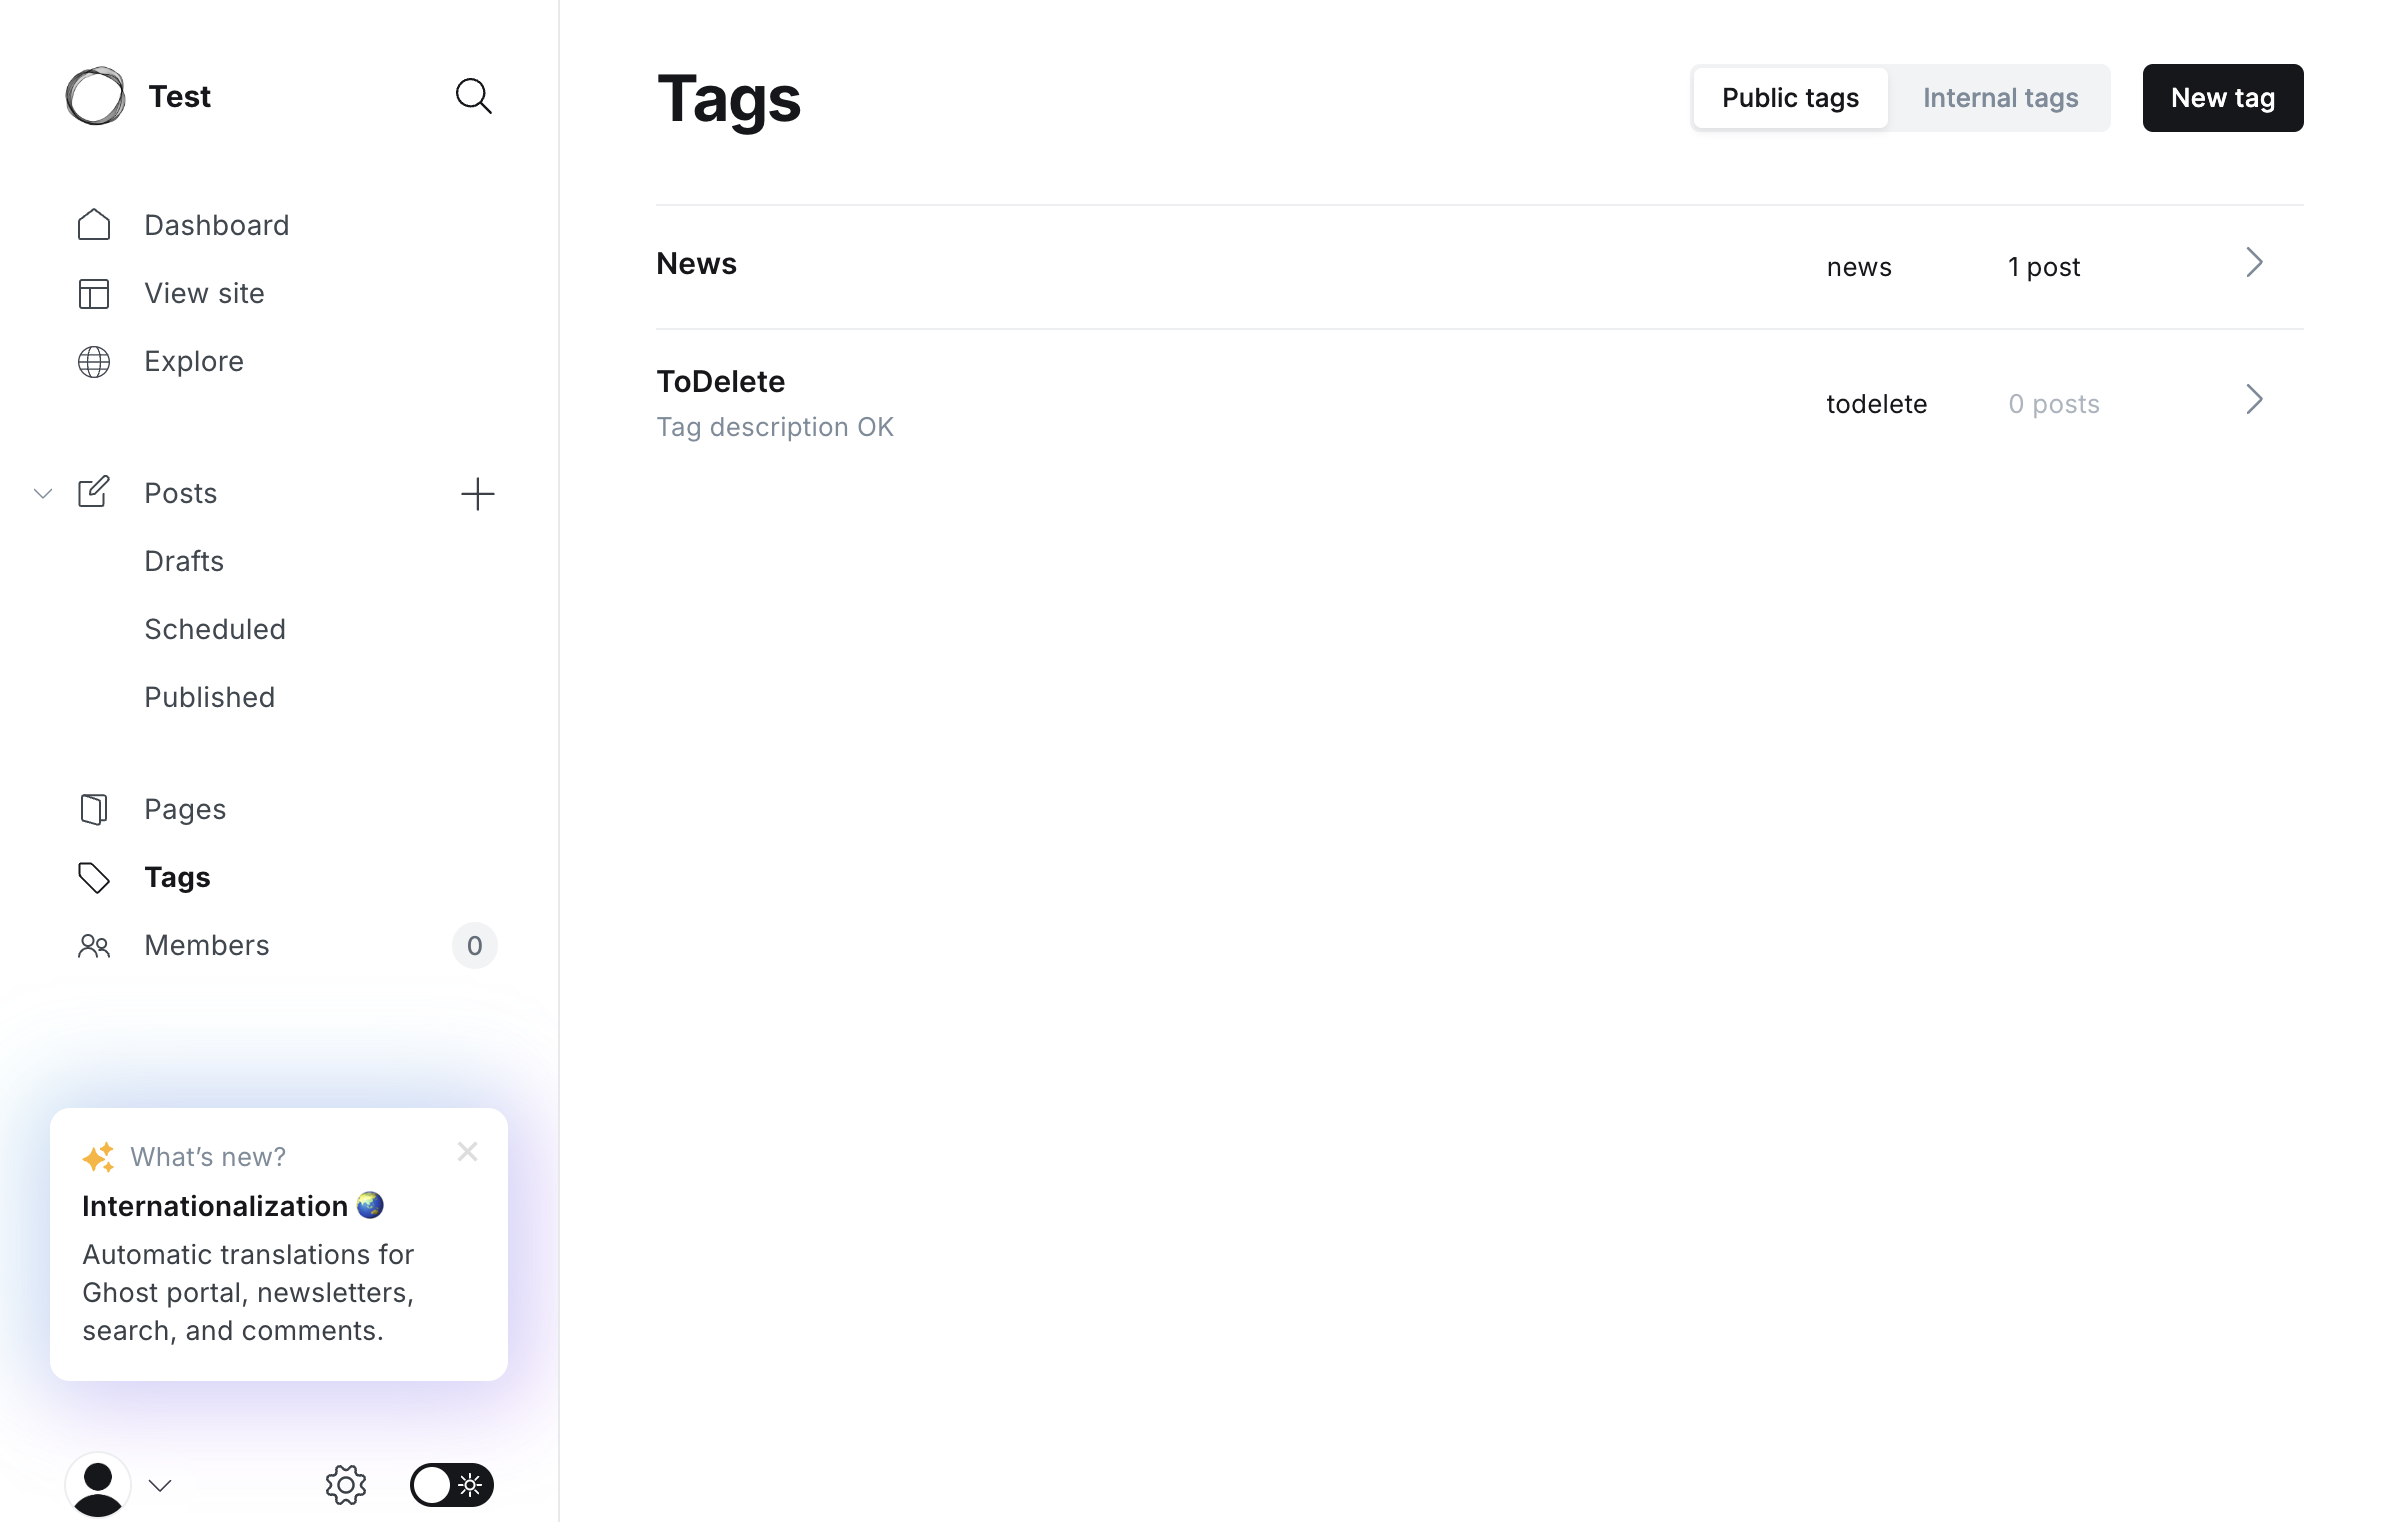 Test
Dashboard
View site
Explore
Posts
Drafts
Scheduled
Published
Pages
Tags
Members 0
What’s new?
Internationalization 🌏
Automatic translations for
Ghost portal, newsletters,
search, and comments.
Tags
Public tags Internal tags New tag
News news 1 post
ToDelete
Tag description OK
todelete 0 posts